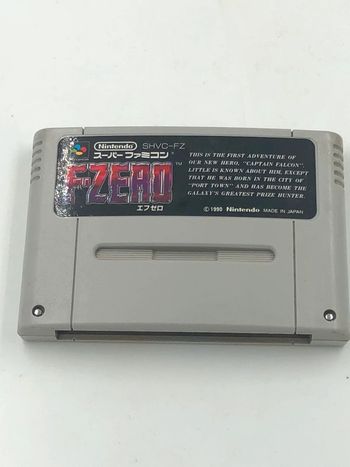 Nintendo SHVC-FZ
スーパーファミコン®
F-ZERO™
エフゼロ
THIS IS THE FIRST ADVENTURE OF
OUR NEW HERO, "CAPTAIN FALCON".
LITTLE IS KNOWN ABOUT HIM, EXCEPT
THAT HE WAS BORN IN THE CITY OF
"PORT TOWN" AND HAS BECOME THE
GALAXY'S GREATEST PRIZE HUNTER.
© 1990 Nintendo MADE IN JAPAN